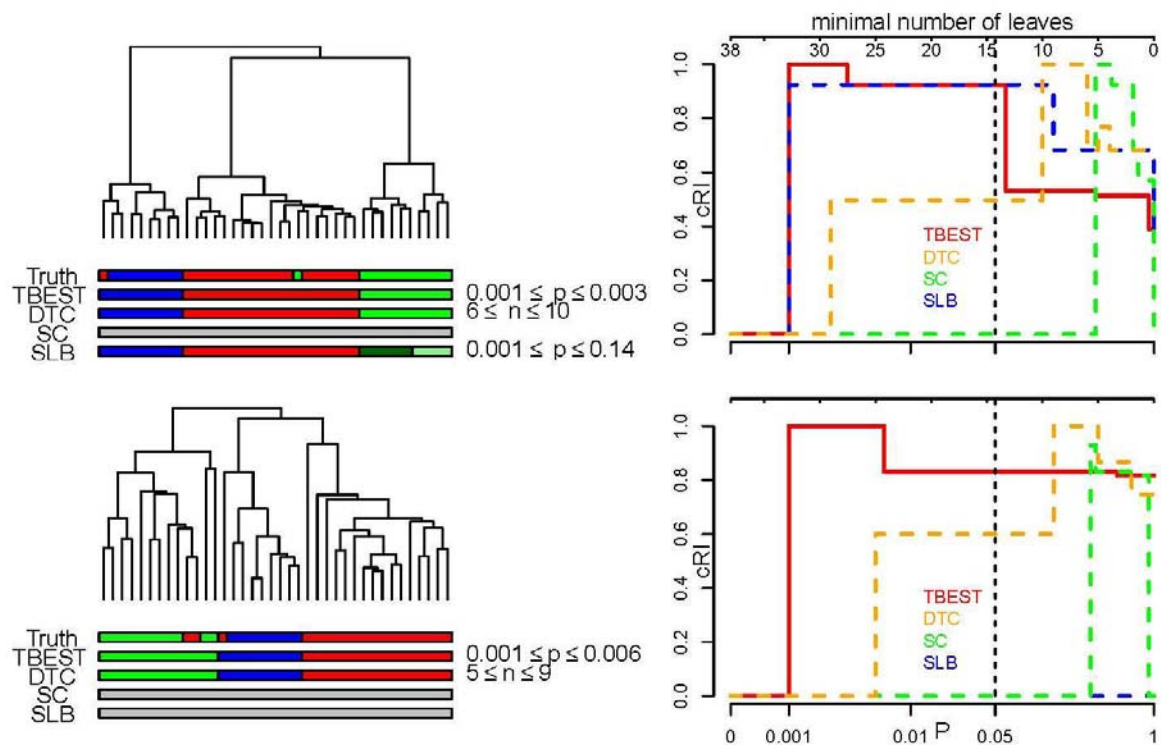 Truth
TBEST 0.001 ≤ p ≤ 0.003
DTC 6 ≤ n ≤ 10
SC
SLB 0.001 ≤ p ≤ 0.14
minimal number of leaves
38 30 25 20 15 10 5 0
cRI
0.0 0.2 0.4 0.6 0.8 1.0
TBEST
DTC
SC
SLB
Truth
TBEST 0.001 ≤ p ≤ 0.006
DTC 5 ≤ n ≤ 9
SC
SLB
cRI
0.0 0.2 0.4 0.6 0.8 1.0
TBEST
DTC
SC
SLB
0 0.001 0.01 P 0.05 1